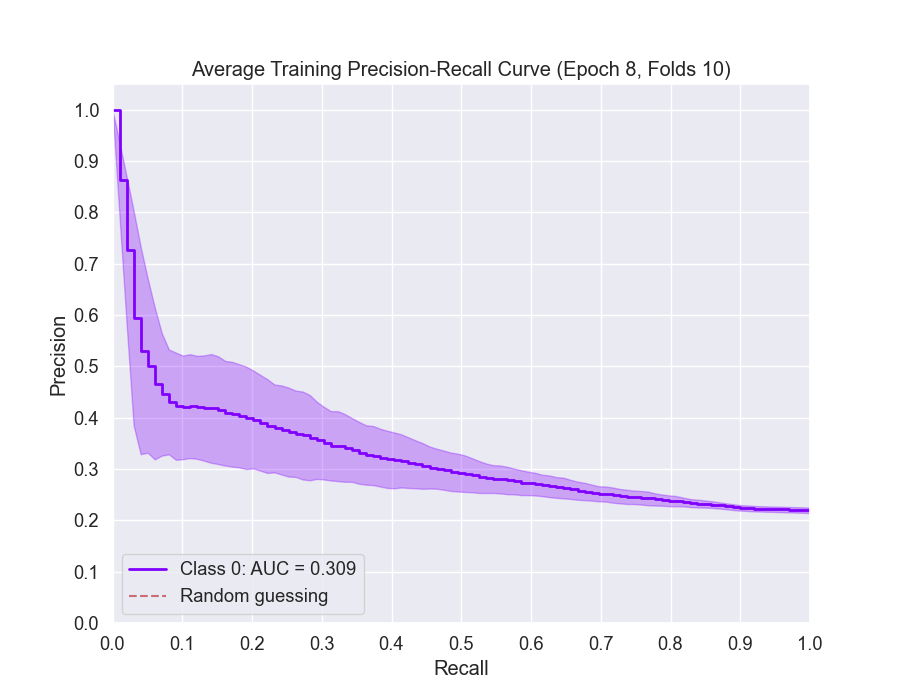 Average Training Precision-Recall Curve (Epoch 8, Folds 10)
Precision
1.0
0.9
0.8
0.7
0.6
0.5
0.4
0.3
0.2
0.1
0.0
Class 0: AUC = 0.309
Random guessing
0.0 0.1 0.2 0.3 0.4 0.5 0.6 0.7 0.8 0.9 1.0
Recall